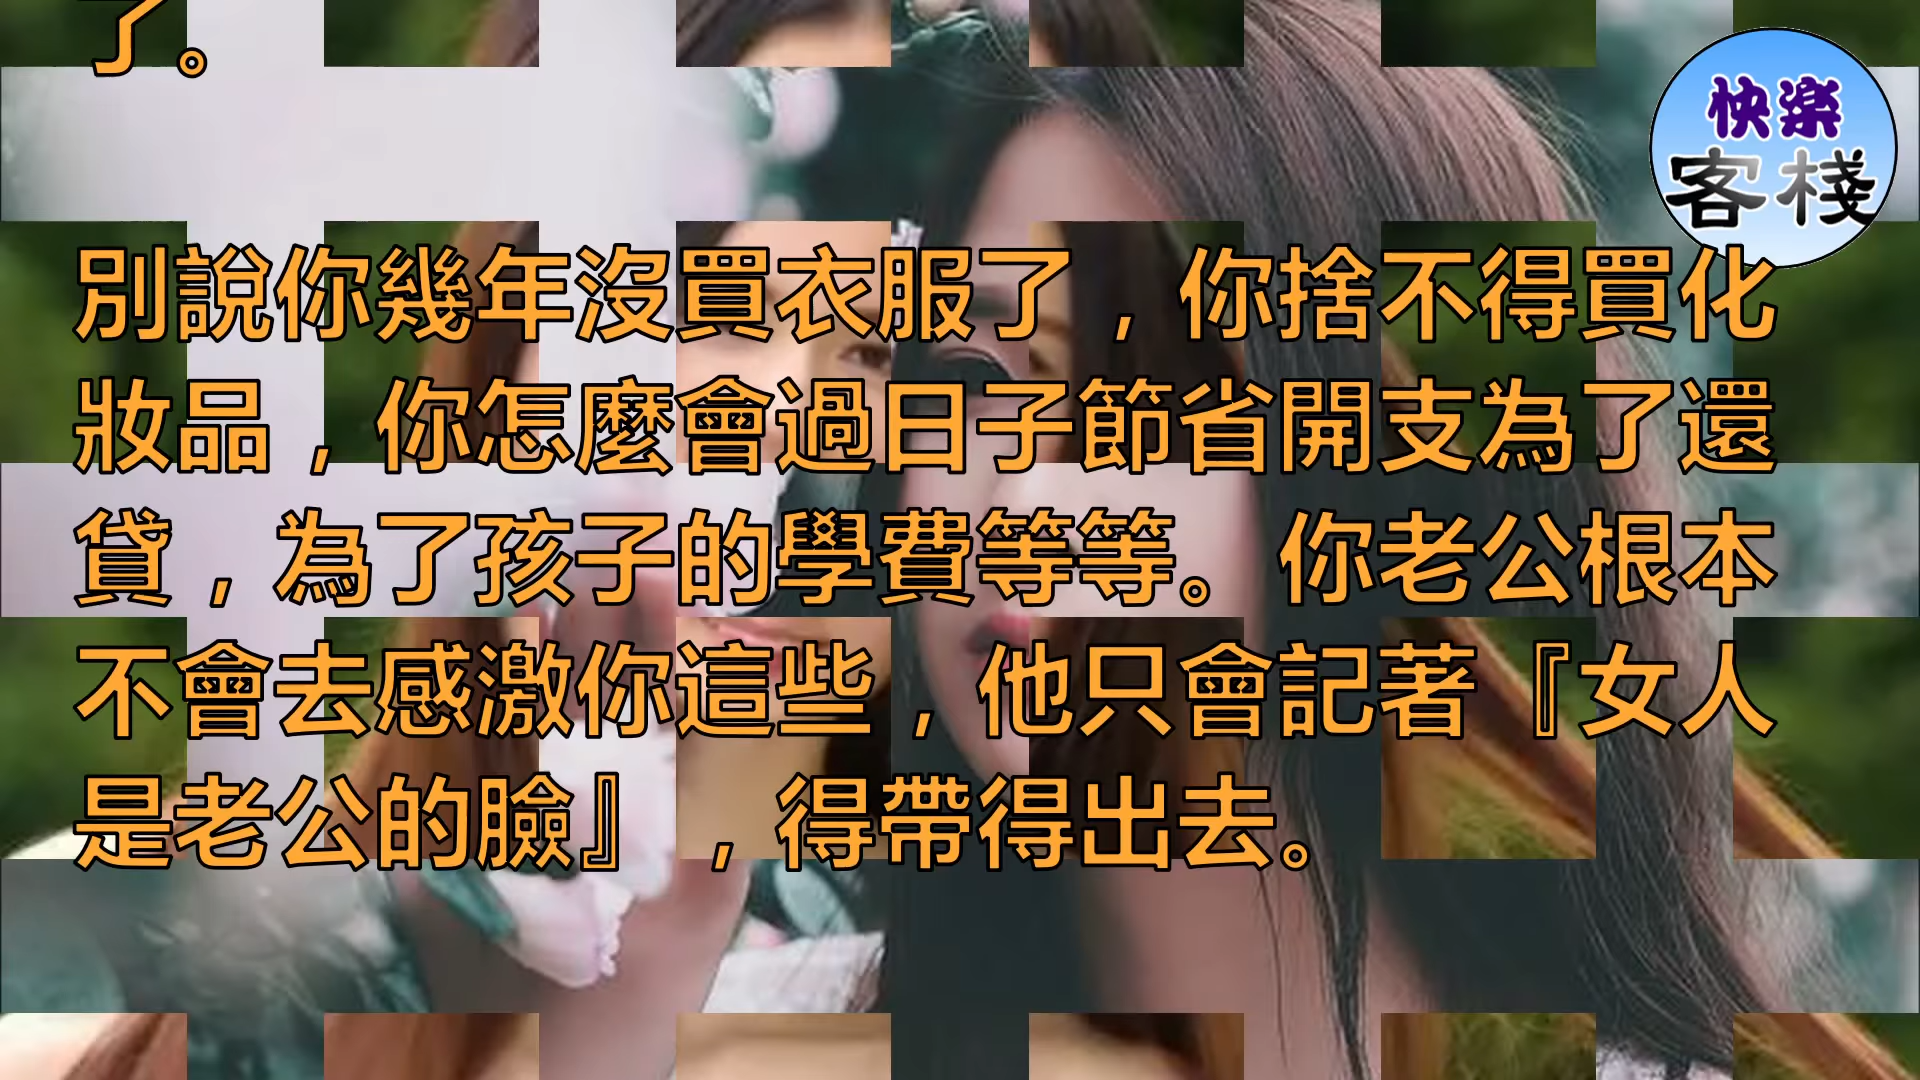 了。
快楽
客棧
別說你幾年沒買衣服了，你捨不得買化
妝品，你怎麼會過日子節省開支為了還
貸，為了孩子的學費等等。你老公根本
不會去感激你這些，他只會記著『女人
是老公的臉』，得帶得出去。